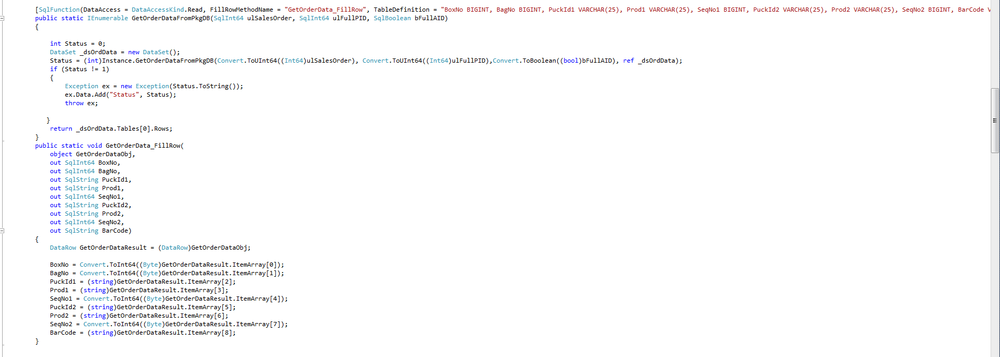 [SqlFunction(DataAccess = DataAccessKind.Read, FillRowMethodName = "GetOrderData_FillRow", TableDefinition = "BoxNo BIGINT, BagNo BIGINT, PuckId1 VARCHAR(25), Prod1 VARCHAR(25), SeqNo1 BIGINT, PuckId2 VARCHAR(25), Prod2 VARCHAR(25), SeqNo2 BIGINT, BarCode V
public static IEnumerable GetOrderDataFromPkgDB(SqlInt64 ulSalesOrder, SqlInt64 ulFullPID, SqlBoolean bFullAID)
{
int Status = 0;
DataSet _dsOrdData = new DataSet();
Status = (int)Instance.GetOrderDataFromPkgDB(Convert.ToUInt64((Int64)ulSalesOrder), Convert.ToUInt64((Int64)ulFullPID),Convert.ToBoolean((bool)bFullAID), ref _dsOrdData);
if (Status != 1)
{
Exception ex = new Exception(Status.ToString());
ex.Data.Add("Status", Status);
throw ex;
}
return _dsOrdData.Tables[0].Rows;
}
public static void GetOrderData_FillRow(
object GetOrderDataObj,
out SqlInt64 BoxNo,
out SqlInt64 BagNo,
out SqlString PuckId1,
out SqlString Prod1,
out SqlInt64 SeqNo1,
out SqlString PuckId2,
out SqlString Prod2,
out SqlInt64 SeqNo2,
out SqlString BarCode)
{
DataRow GetOrderDataResult = (DataRow)GetOrderDataObj;
BoxNo = Convert.ToInt64((Byte)GetOrderDataResult.ItemArray[0]);
BagNo = Convert.ToInt64((Byte)GetOrderDataResult.ItemArray[1]);
PuckId1 = (string)GetOrderDataResult.ItemArray[2];
Prod1 = (string)GetOrderDataResult.ItemArray[3];
SeqNo1 = Convert.ToInt64((Byte)GetOrderDataResult.ItemArray[4]);
PuckId2 = (string)GetOrderDataResult.ItemArray[5];
Prod2 = (string)GetOrderDataResult.ItemArray[6];
SeqNo2 = Convert.ToInt64((Byte)GetOrderDataResult.ItemArray[7]);
BarCode = (string)GetOrderDataResult.ItemArray[8];
}